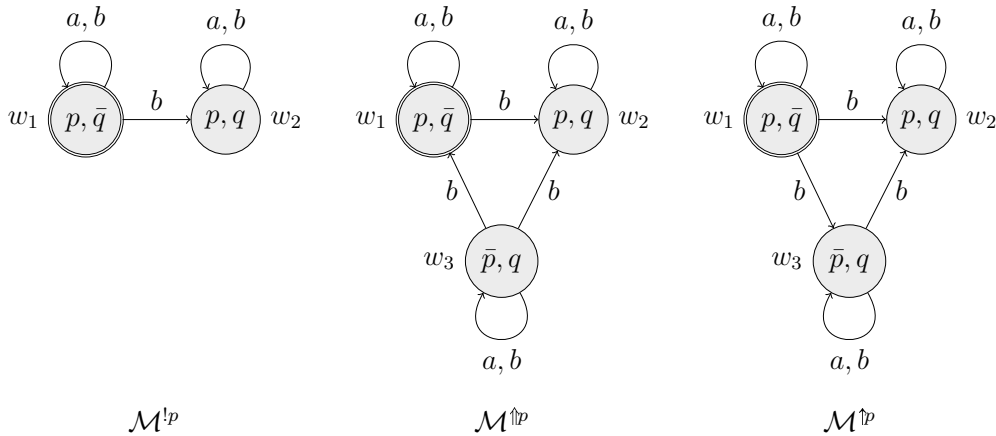 a, b a, b a, b a, b a, b a, b
w₁ p, q̄ b p, q w₂ w₁ p, q̄ b p, q w₂ w₁ p, q̄ b p, q w₂
b b b b
w₃ p̄, q w₃ p̄, q
a, b a, b
ℳ^{!p} ℳ^{⇑p} ℳ^{↑p}